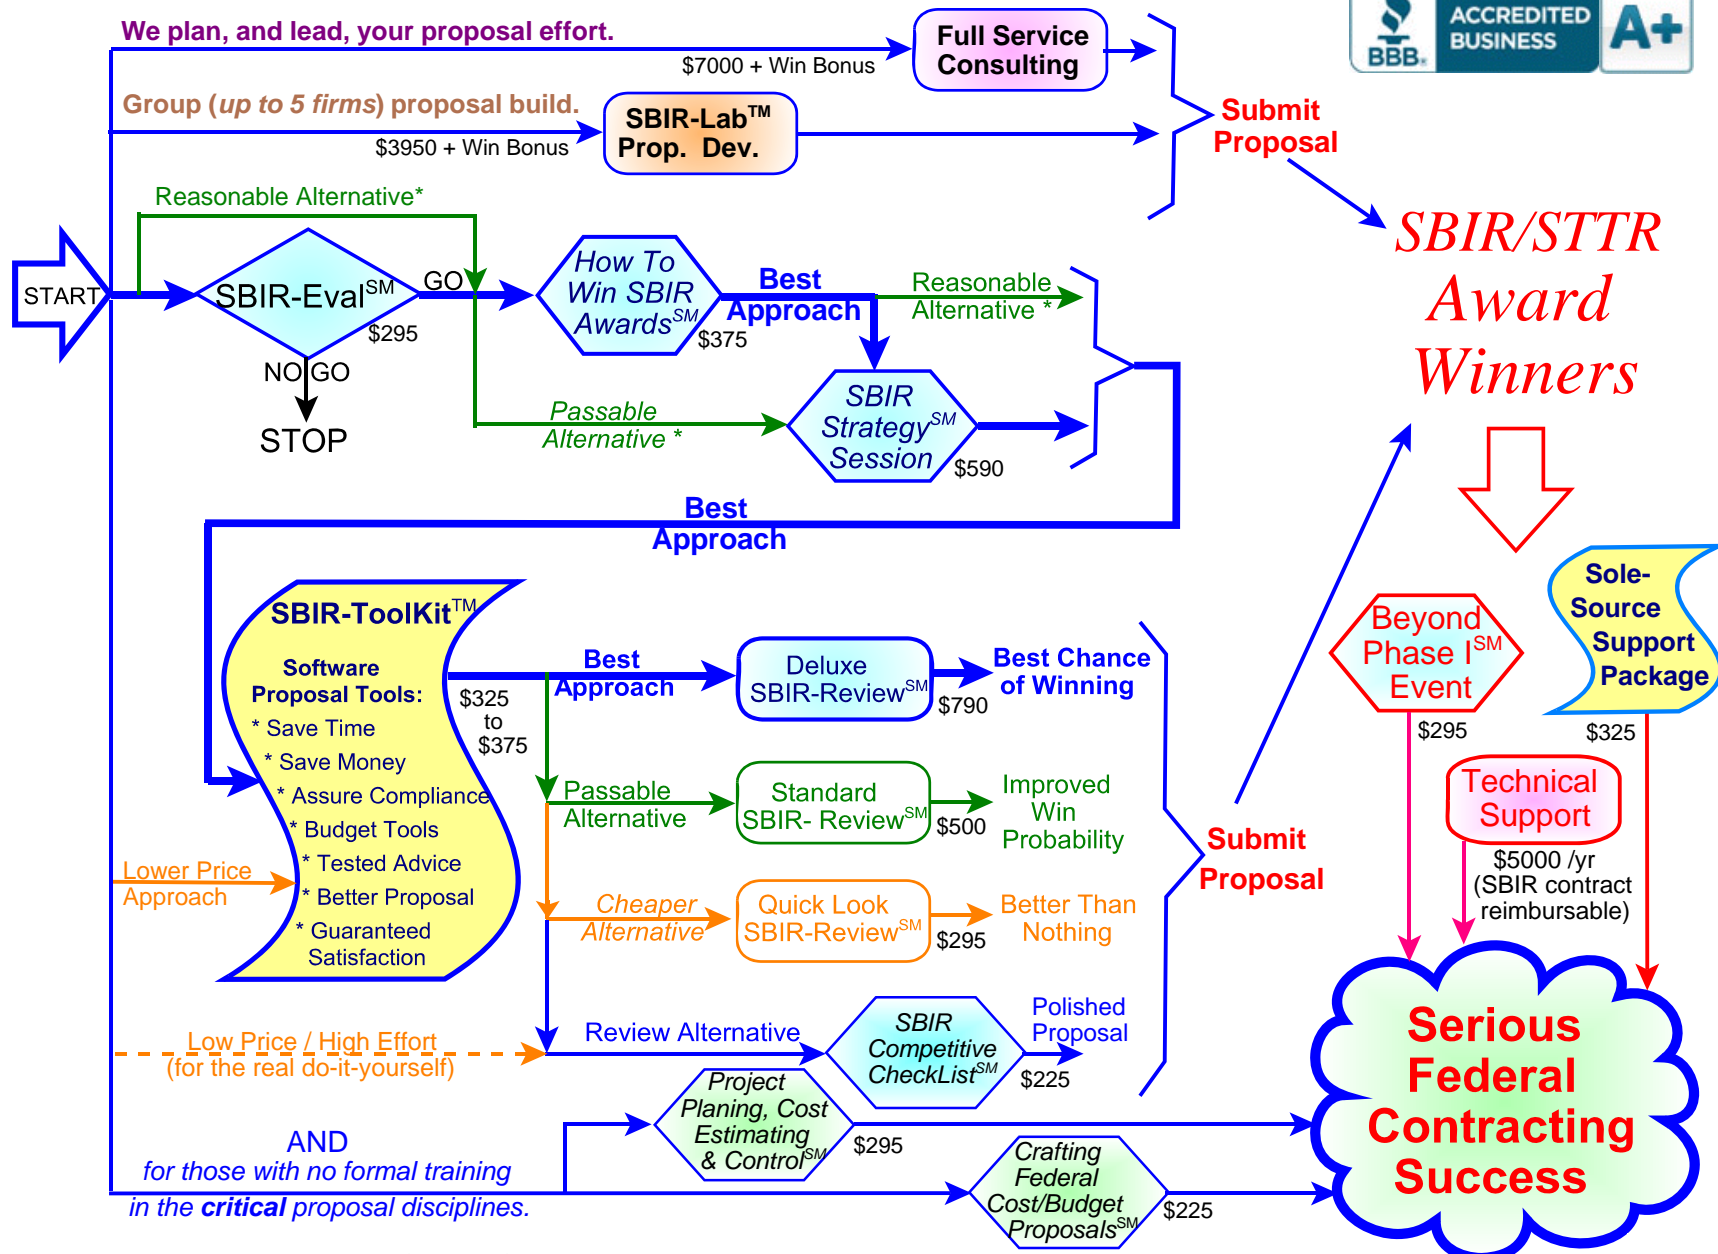 We plan, and lead, your proposal effort.
$7000 + Win Bonus
Full Service
Consulting
BBB®
ACCREDITED
BUSINESS
A+
Group (up to 5 firms) proposal build.
$3950 + Win Bonus
SBIR-Lab™
Prop. Dev.
Submit
Proposal
Reasonable Alternative*
START
SBIR-Eval℠
$295
GO
NO GO
STOP
How To
Win SBIR
Awards℠
$375
Best
Approach
Reasonable
Alternative *
Passable
Alternative *
SBIR
Strategy℠
Session
$590
SBIR/STTR
Award
Winners
Best
Approach
SBIR-ToolKit™
Software
Proposal Tools:
* Save Time
* Save Money
* Assure Compliance
* Budget Tools
* Tested Advice
* Better Proposal
* Guaranteed
Satisfaction
$325
to
$375
Lower Price
Approach
Best
Approach
Deluxe
SBIR-Review℠
$790
Best Chance
of Winning
Passable
Alternative
Standard
SBIR- Review℠
$500
Improved
Win
Probability
Cheaper
Alternative
Quick Look
SBIR-Review℠
$295
Better Than
Nothing
Low Price / High Effort
(for the real do-it-yourself)
Review Alternative
SBIR
Competitive
CheckList℠
$225
Polished
Proposal
Submit
Proposal
Beyond
Phase I℠
Event
$295
Sole-
Source
Support
Package
$325
Technical
Support
$5000 /yr
(SBIR contract
reimbursable)
AND
for those with no formal training
in the critical proposal disciplines.
Project
Planing, Cost
Estimating
& Control℠
$295
Crafting
Federal
Cost/Budget
Proposals℠
$225
Serious
Federal
Contracting
Success